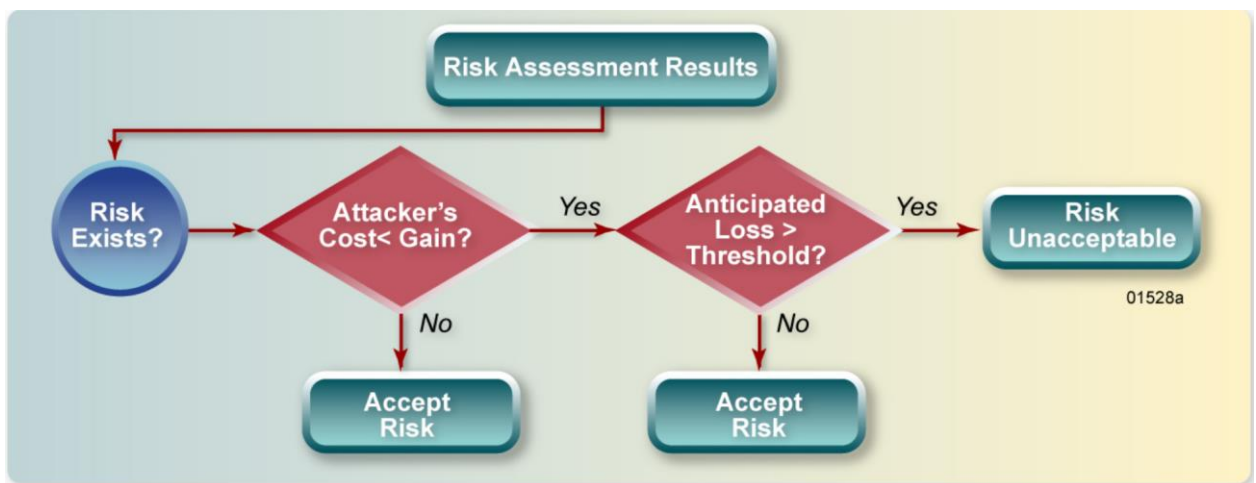 Risk Assessment Results
Risk
Exists?
Attacker's
Cost< Gain?
Yes
Anticipated
Loss >
Threshold?
Yes
Risk
Unacceptable
01528a
No
No
Accept
Risk
Accept
Risk